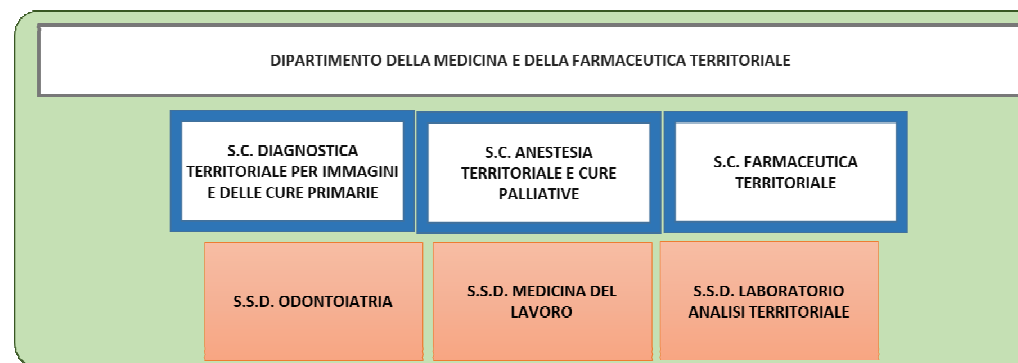 DIPARTIMENTO DELLA MEDICINA E DELLA FARMACEUTICA TERRITORIALE
S.C. DIAGNOSTICA
TERRITORIALE PER IMMAGINI
E DELLE CURE PRIMARIE
S.C. ANESTESIA
TERRITORIALE E CURE
PALLIATIVE
S.C. FARMACEUTICA
TERRITORIALE
S.S.D. ODONTOIATRIA
S.S.D. MEDICINA DEL
LAVORO
S.S.D. LABORATORIO
ANALISI TERRITORIALE